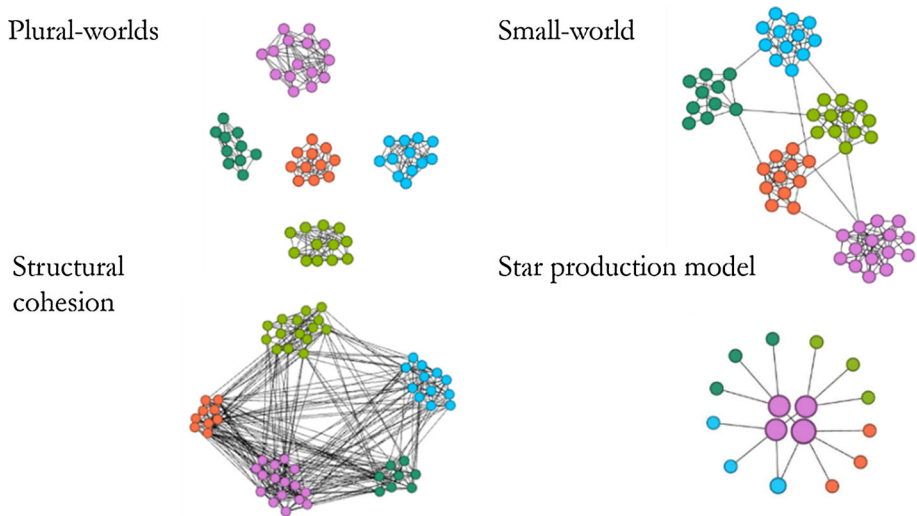 Plural-worlds
Small-world
Structural
cohesion
Star production model